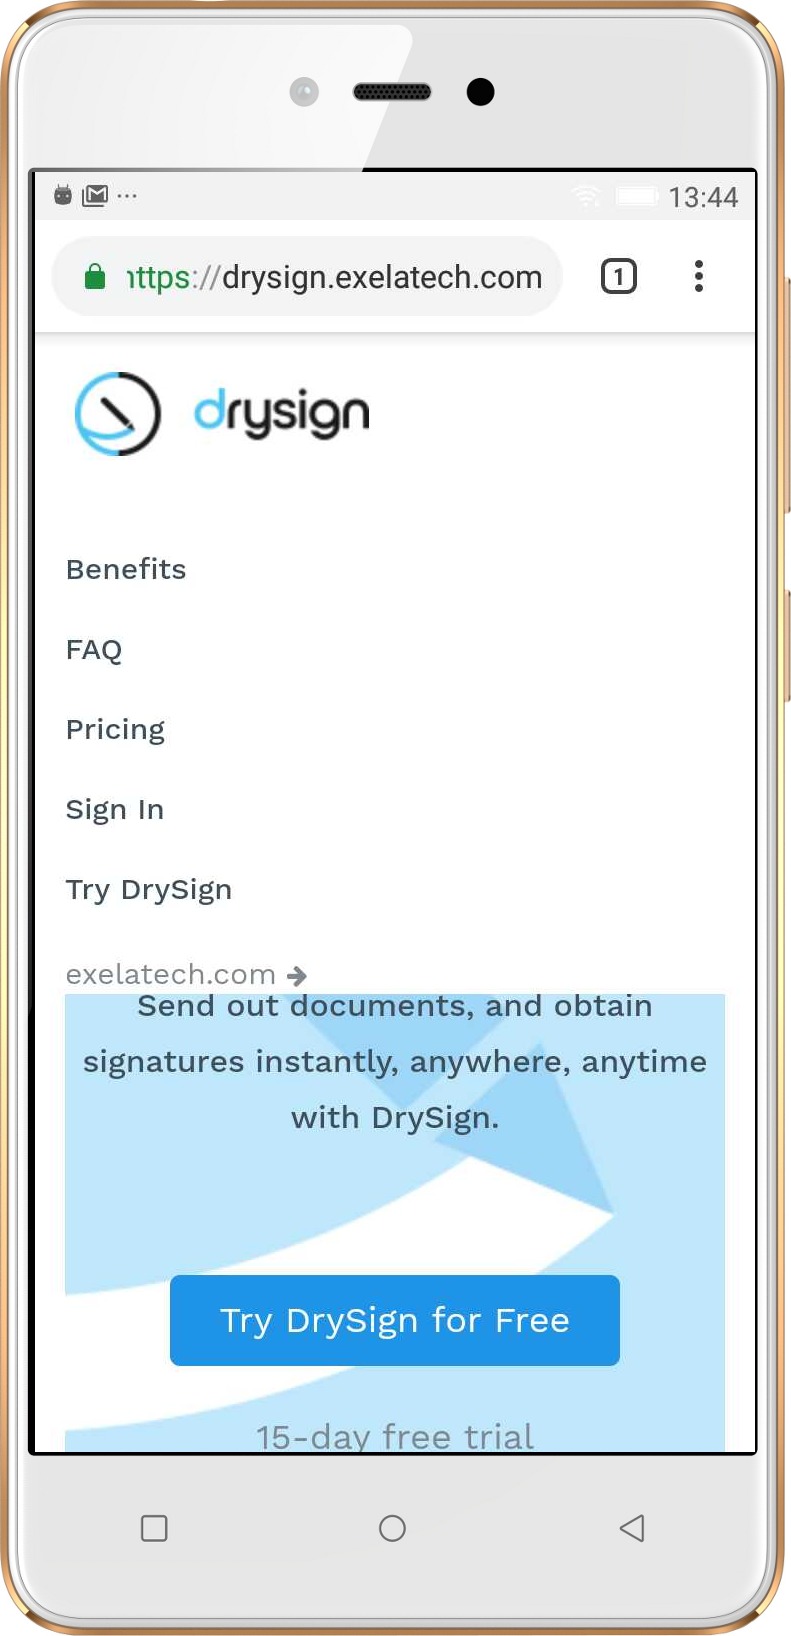 13:44
https://drysign.exelatech.com
1
drysign
Benefits
FAQ
Pricing
Sign In
Try DrySign
exelatech.com
Send out documents, and obtain
signatures instantly, anywhere, anytime
with DrySign.
Try DrySign for Free
15-day free trial